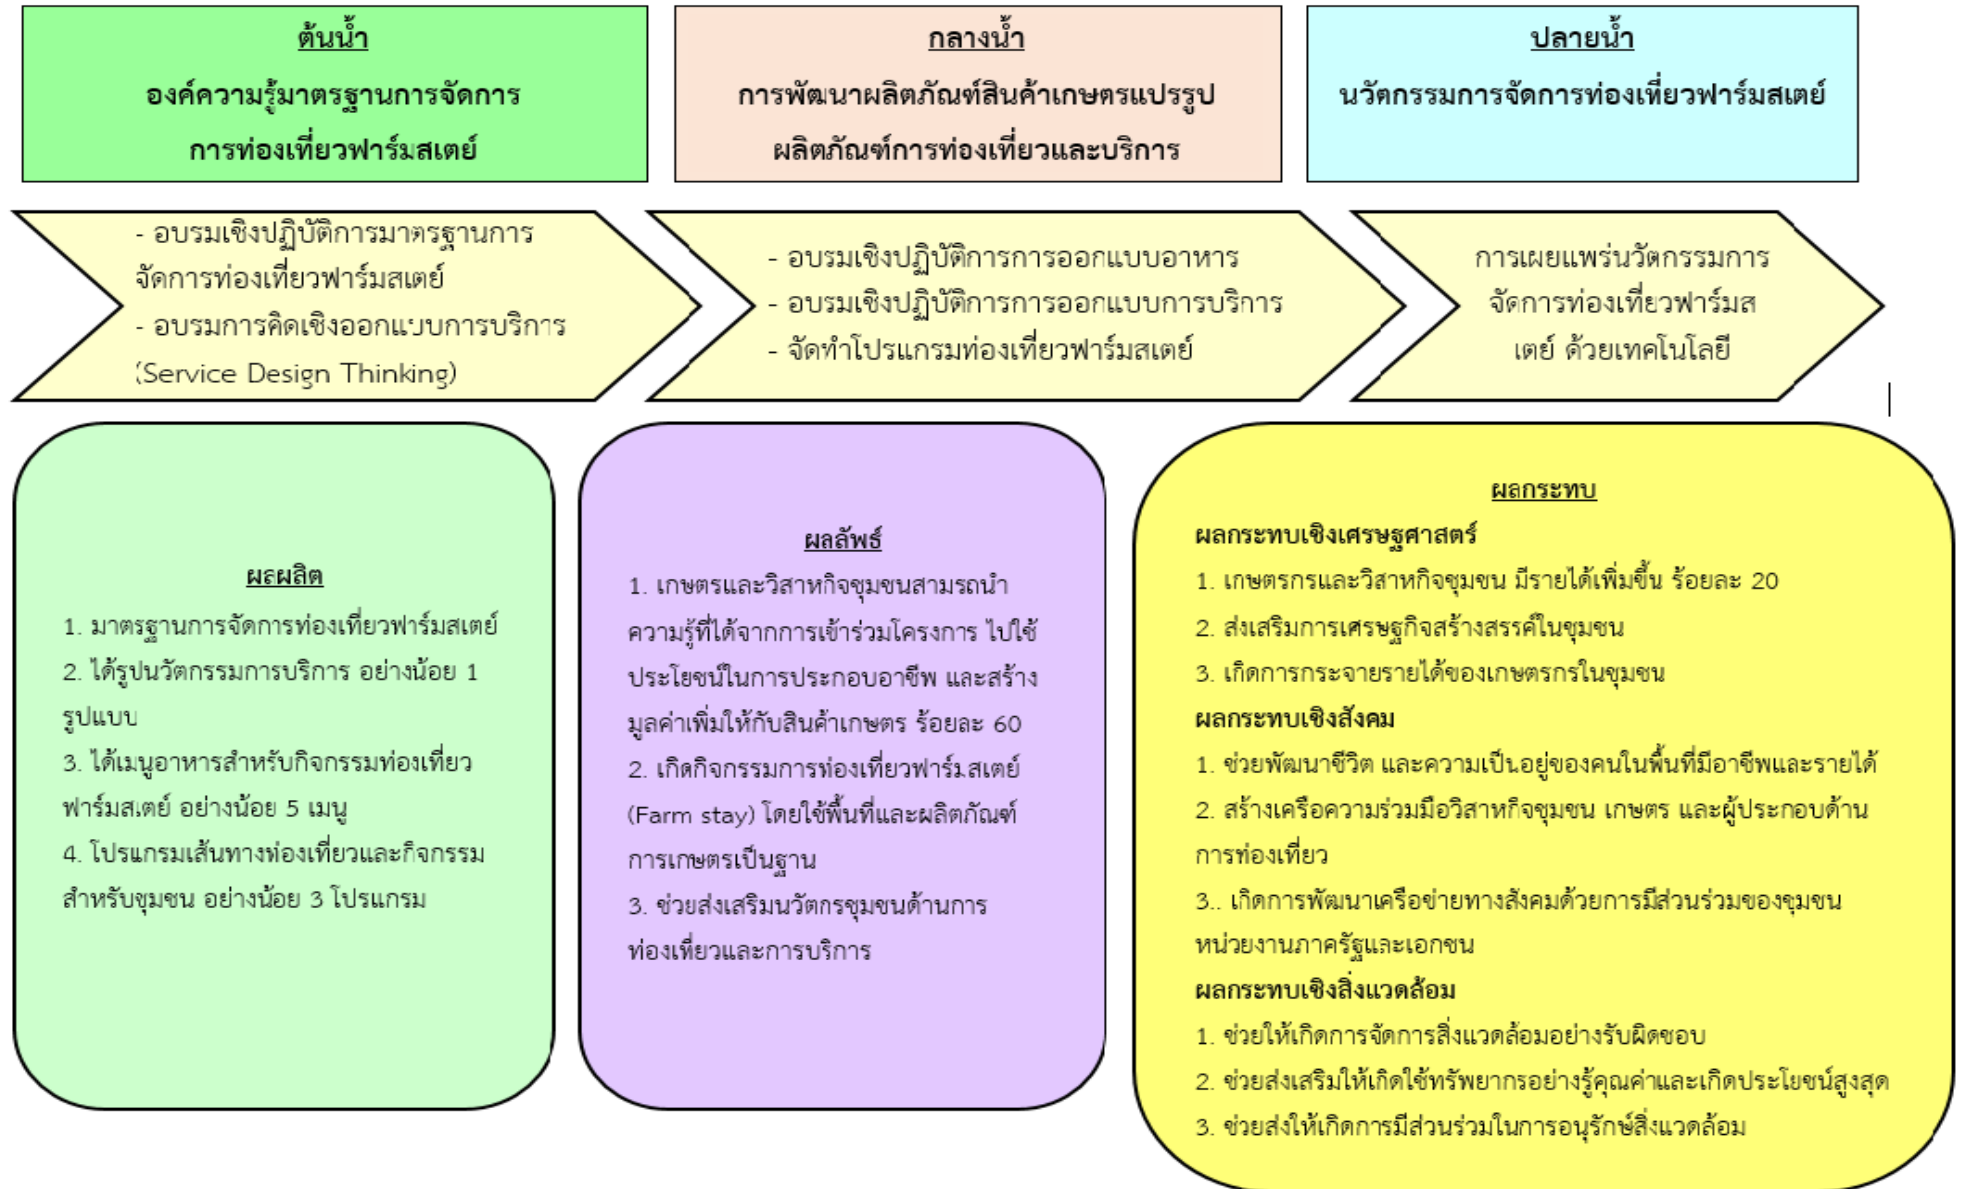 ต้นน้ำ
องค์ความรู้มาตรฐานการจัดการ
การท่องเที่ยวฟาร์มสเตย์
กลางน้ำ
การพัฒนาผลิตภัณฑ์สินค้าเกษตรแปรรูป
ผลิตภัณฑ์การท่องเที่ยวและบริการ
ปลายน้ำ
นวัตกรรมการจัดการท่องเที่ยวฟาร์มสเตย์
- อบรมเชิงปฏิบัติการมาตรฐานการ
จัดการท่องเที่ยวฟาร์มสเตย์
- อบรมการคิดเชิงออกแบบการบริการ
(Service Design Thinking)
- อบรมเชิงปฏิบัติการการออกแบบอาหาร
- อบรมเชิงปฏิบัติการการออกแบบการบริการ
- จัดทำโปรแกรมท่องเที่ยวฟาร์มสเตย์
การเผยแพร่นวัตกรรมการ
จัดการท่องเที่ยวฟาร์มส
เตย์ ด้วยเทคโนโลยี
ผลผลิต
1. มาตรฐานการจัดการท่องเที่ยวฟาร์มสเตย์
2. ได้รูปนวัตกรรมการบริการ อย่างน้อย 1
รูปแบบ
3. ได้เมนูอาหารสำหรับกิจกรรมท่องเที่ยว
ฟาร์มสเตย์ อย่างน้อย 5 เมนู
4. โปรแกรมเส้นทางท่องเที่ยวและกิจกรรม
สำหรับชุมชน อย่างน้อย 3 โปรแกรม
ผลลัพธ์
1. เกษตรและวิสาหกิจชุมชนสามรถนำ
ความรู้ที่ได้จากการเข้าร่วมโครงการ ไปใช้
ประโยชน์ในการประกอบอาชีพ และสร้าง
มูลค่าเพิ่มให้กับสินค้าเกษตร ร้อยละ 60
2. เกิดกิจกรรมการท่องเที่ยวฟาร์มสเตย์
(Farm stay) โดยใช้พื้นที่และผลิตภัณฑ์
การเกษตรเป็นฐาน
3. ช่วยส่งเสริมนวัตกรชุมชนด้านการ
ท่องเที่ยวและการบริการ
ผลกระทบ
ผลกระทบเชิงเศรษฐศาสตร์
1. เกษตรกรและวิสาหกิจชุมชน มีรายได้เพิ่มขึ้น ร้อยละ 20
2. ส่งเสริมการเศรษฐกิจสร้างสรรค์ในชุมชน
3. เกิดการกระจายรายได้ของเกษตรกรในชุมชน
ผลกระทบเชิงสังคม
1. ช่วยพัฒนาชีวิต และความเป็นอยู่ของคนในพื้นที่มีอาชีพและรายได้
2. สร้างเครือความร่วมมือวิสาหกิจชุมชน เกษตร และผู้ประกอบด้าน
การท่องเที่ยว
3.. เกิดการพัฒนาเครือข่ายทางสังคมด้วยการมีส่วนร่วมของชุมชน
หน่วยงานภาครัฐและเอกชน
ผลกระทบเชิงสิ่งแวดล้อม
1. ช่วยให้เกิดการจัดการสิ่งแวดล้อมอย่างรับผิดชอบ
2. ช่วยส่งเสริมให้เกิดใช้ทรัพยากรอย่างรู้คุณค่าและเกิดประโยชน์สูงสุด
3. ช่วยส่งให้เกิดการมีส่วนร่วมในการอนุรักษ์สิ่งแวดล้อม